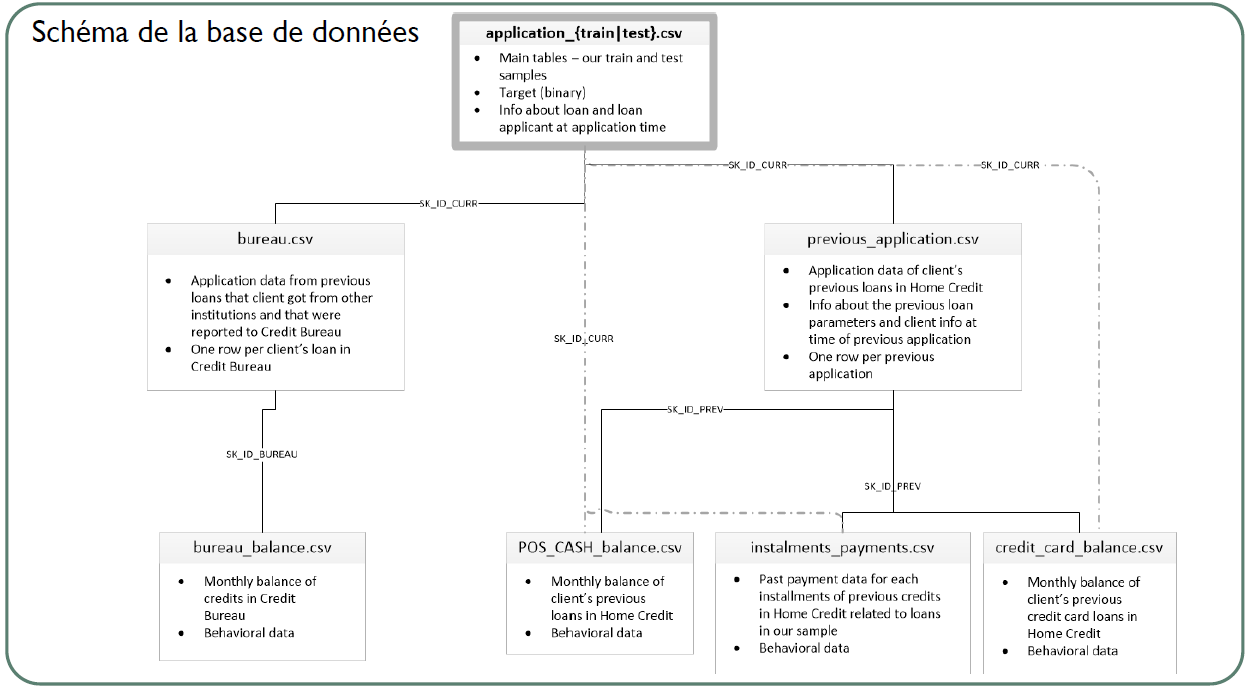 Schéma de la base de données
application_{train|test}.csv
• Main tables – our train and test
samples
• Target (binary)
• Info about loan and loan
applicant at application time
SK_ID_CURR
SK_ID_CURR
SK_ID_CURR
bureau.csv
• Application data from previous
loans that client got from other
institutions and that were
reported to Credit Bureau
• One row per client's loan in
Credit Bureau
previous_application.csv
• Application data of client's
previous loans in Home Credit
• Info about the previous loan
parameters and client info at
time of previous application
• One row per previous
application
SK_ID_CURR
SK_ID_PREV
SK_ID_BUREAU
SK_ID_PREV
bureau_balance.csv
• Monthly balance of
credits in Credit
Bureau
• Behavioral data
POS_CASH_balance.csv
• Monthly balance of
client's previous
loans in Home Credit
• Behavioral data
instalments_payments.csv
• Past payment data for each
installments of previous credits
in Home Credit related to loans
in our sample
• Behavioral data
credit_card_balance.csv
• Monthly balance of
client's previous
credit card loans in
Home Credit
• Behavioral data